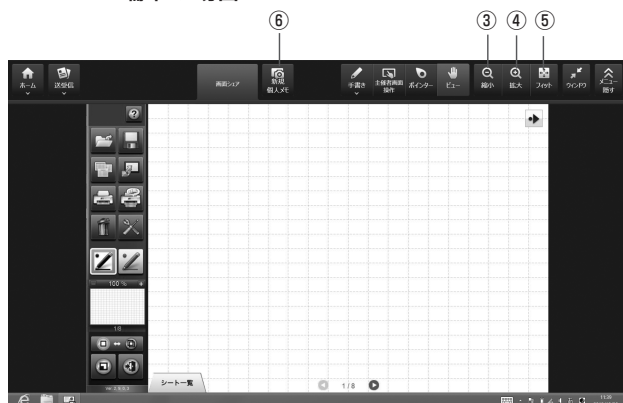 ⑥ ③ ④ ⑤
ホーム 送受信 画面シェア 新規 個人メモ 手書き 主催者画面 操作 ポインター ビュー 縮小 拡大 フィット ウィンドウ メニュー 隠す
?
- 100 % +
1/8
シート一覧
1 / 8
11:20